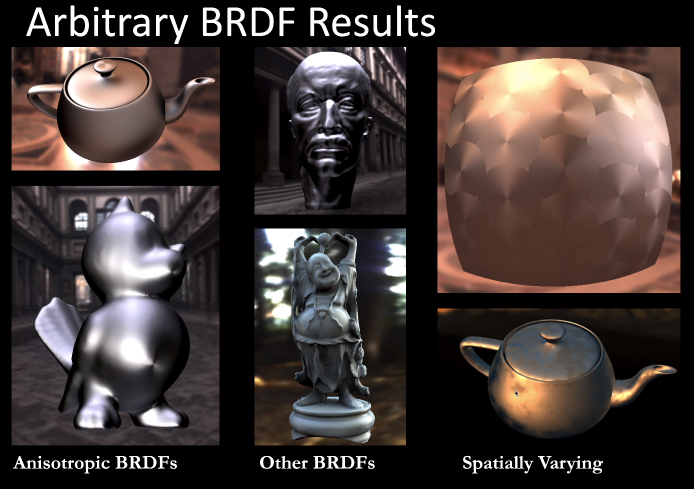 Arbitrary BRDF Results
Anisotropic BRDFs
Other BRDFs
Spatially Varying